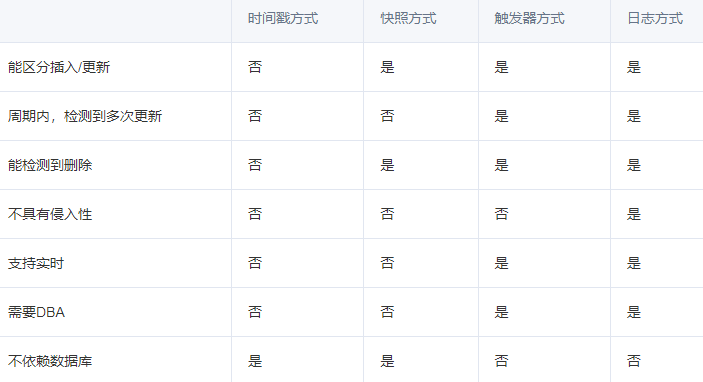 时间戳方式 快照方式 触发器方式 日志方式
能区分插入/更新 否 是 是 是
周期内，检测到多次更新 否 否 是 是
能检测到删除 否 是 是 是
不具有侵入性 否 否 否 是
支持实时 否 否 是 是
需要DBA 否 否 是 是
不依赖数据库 是 是 否 否